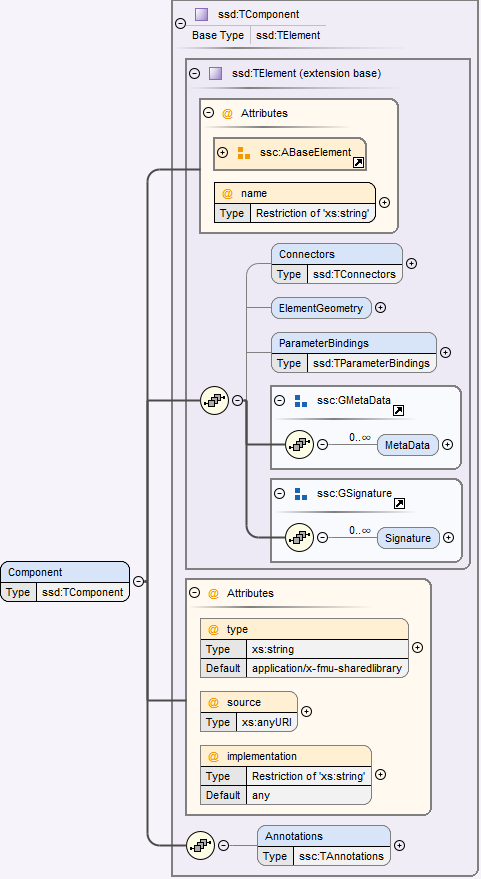 ssd:TComponent
Base Type ssd:TElement
ssd:TElement (extension base)
@ Attributes
ssc:ABaseElement
@ name
Type Restriction of 'xs:string'
Connectors
Type ssd:TConnectors
ElementGeometry
ParameterBindings
Type ssd:TParameterBindings
ssc:GMetaData
0..∞
MetaData
ssc:GSignature
0..∞
Signature
Component
Type ssd:TComponent
@ Attributes
@ type
Type xs:string
Default application/x-fmu-sharedlibrary
@ source
Type xs:anyURI
@ implementation
Type Restriction of 'xs:string'
Default any
Annotations
Type ssc:TAnnotations